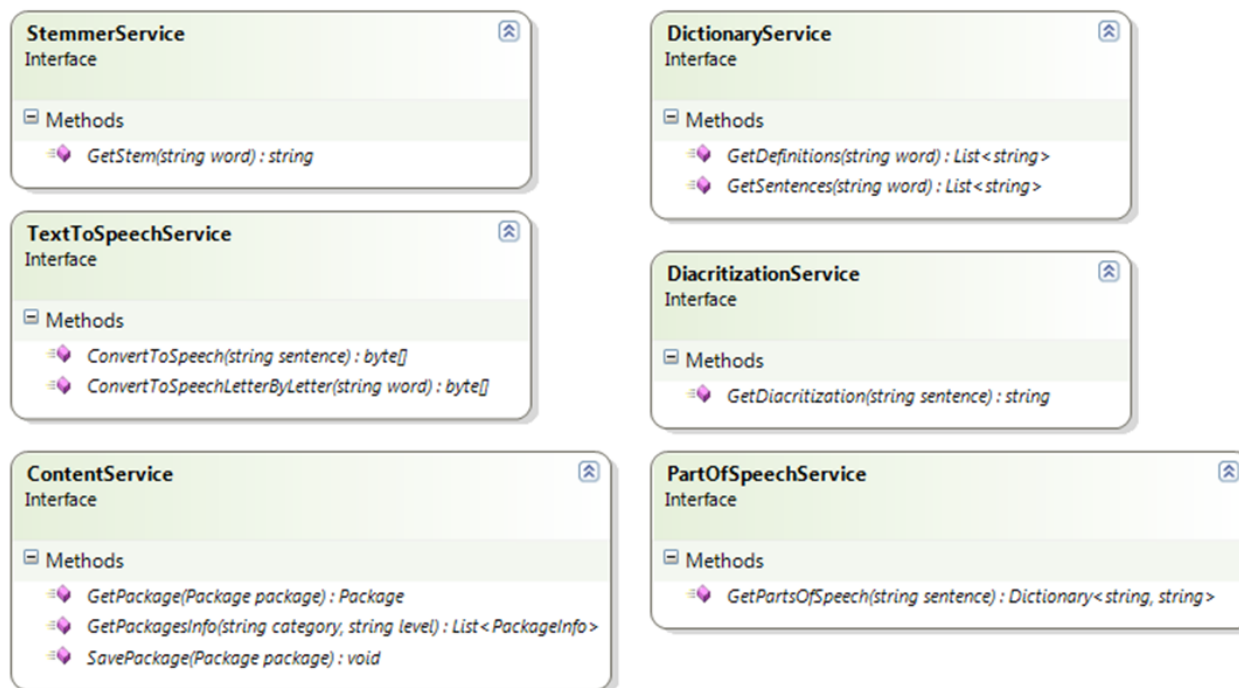 StemmerService
Interface
Methods
GetStem(string word) : string
TextToSpeechService
Interface
Methods
ConvertToSpeech(string sentence) : byte[]
ConvertToSpeechLetterByLetter(string word) : byte[]
ContentService
Interface
Methods
GetPackage(Package package) : Package
GetPackagesInfo(string category, string level) : List<PackageInfo>
SavePackage(Package package) : void
DictionaryService
Interface
Methods
GetDefinitions(string word) : List<string>
GetSentences(string word) : List<string>
DiacritizationService
Interface
Methods
GetDiacritization(string sentence) : string
PartOfSpeechService
Interface
Methods
GetPartsOfSpeech(string sentence) : Dictionary<string, string>